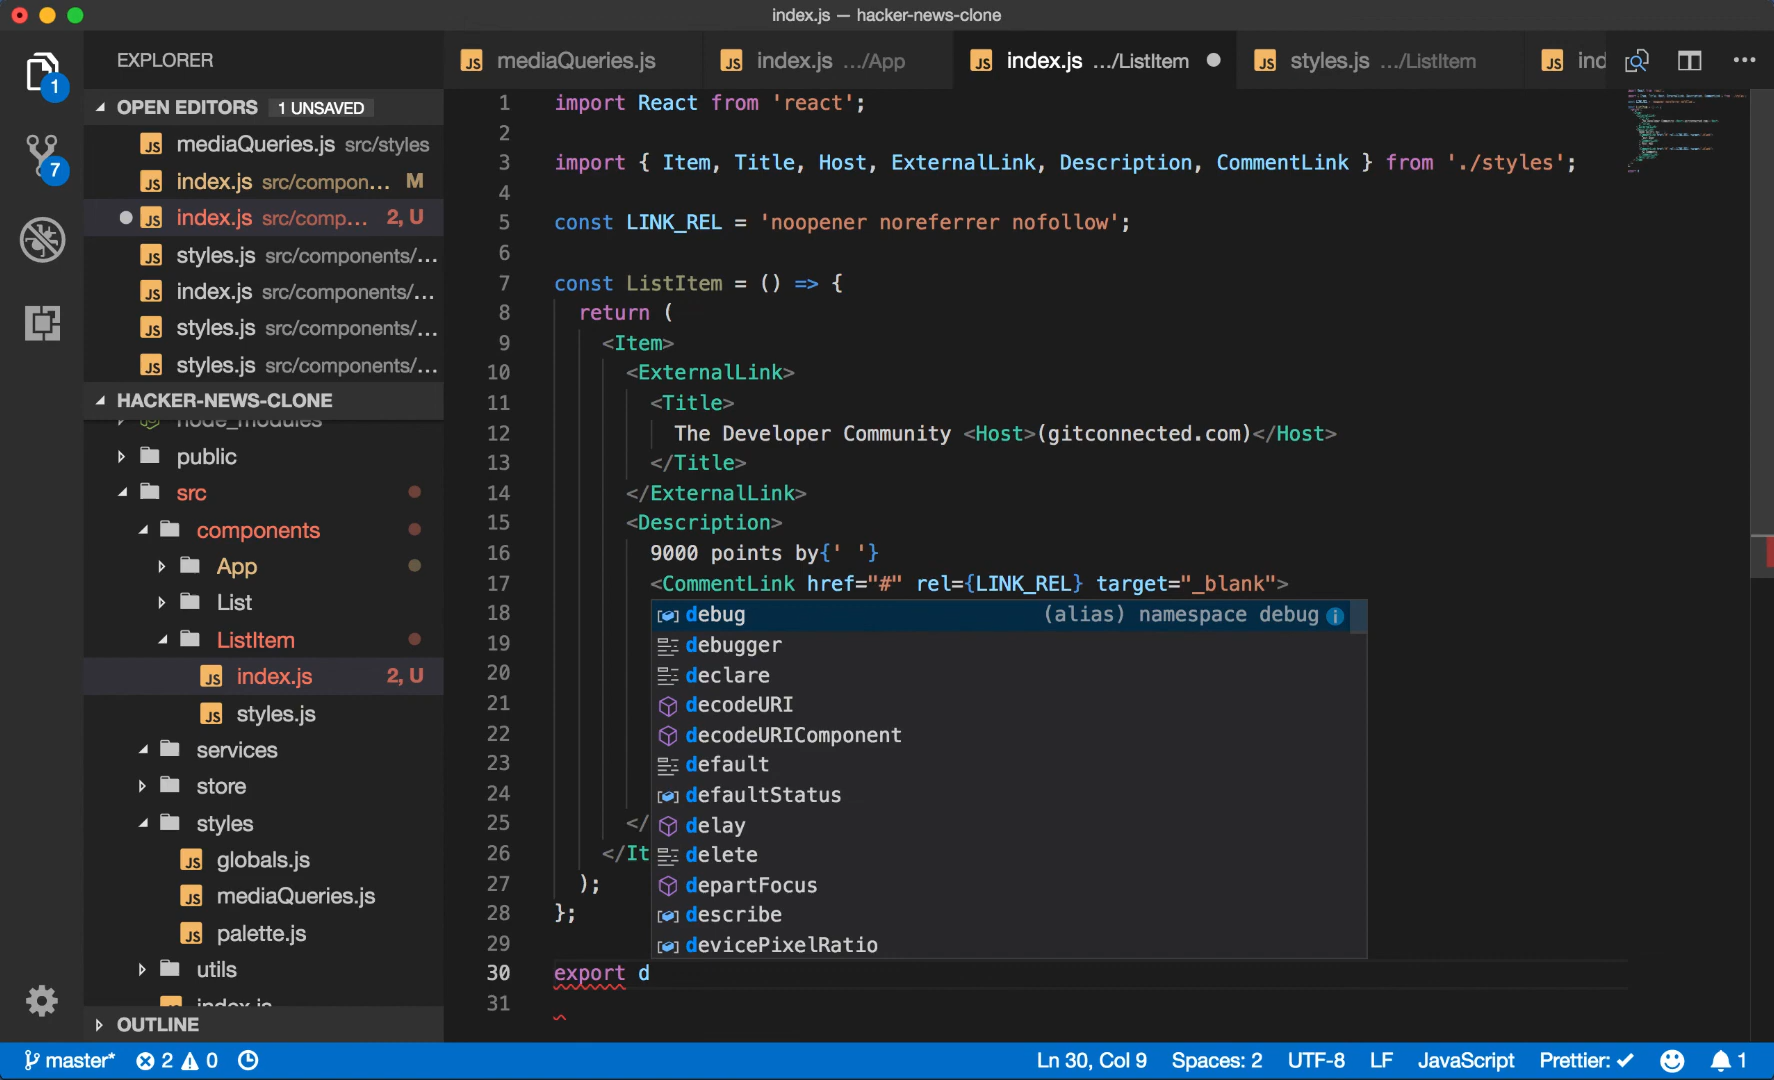 index.js — hacker-news-clone
EXPLORER
mediaQueries.js
index.js …/App
index.js …/ListItem
styles.js …/ListItem
ind
1
7
OPEN EDITORS 1 UNSAVED
mediaQueries.js src/styles
index.js src/compon... M
index.js src/comp... 2, U
styles.js src/components/...
index.js src/components/...
styles.js src/components/...
styles.js src/components/...
HACKER-NEWS-CLONE
node_modules
public
src
components
App
List
ListItem
index.js 2, U
styles.js
services
store
styles
globals.js
mediaQueries.js
palette.js
utils
index.js
OUTLINE
1 import React from 'react';
2
3 import { Item, Title, Host, ExternalLink, Description, CommentLink } from './styles';
4
5 const LINK_REL = 'noopener noreferrer nofollow';
6
7 const ListItem = () => {
8 return (
9 <Item>
10 <ExternalLink>
11 <Title>
12 The Developer Community <Host>(gitconnected.com)</Host>
13 </Title>
14 </ExternalLink>
15 <Description>
16 9000 points by{' '}
17 <CommentLink href="#" rel={LINK_REL} target="_blank">
18
19
20
21
22
23
24
25 </
26 </It
27 );
28 };
29
30 export d
31
debug (alias) namespace debug
debugger
declare
decodeURI
decodeURIComponent
default
defaultStatus
delay
delete
departFocus
describe
devicePixelRatio
master* 2 0
Ln 30, Col 9 Spaces: 2 UTF-8 LF JavaScript Prettier: ✓ 1